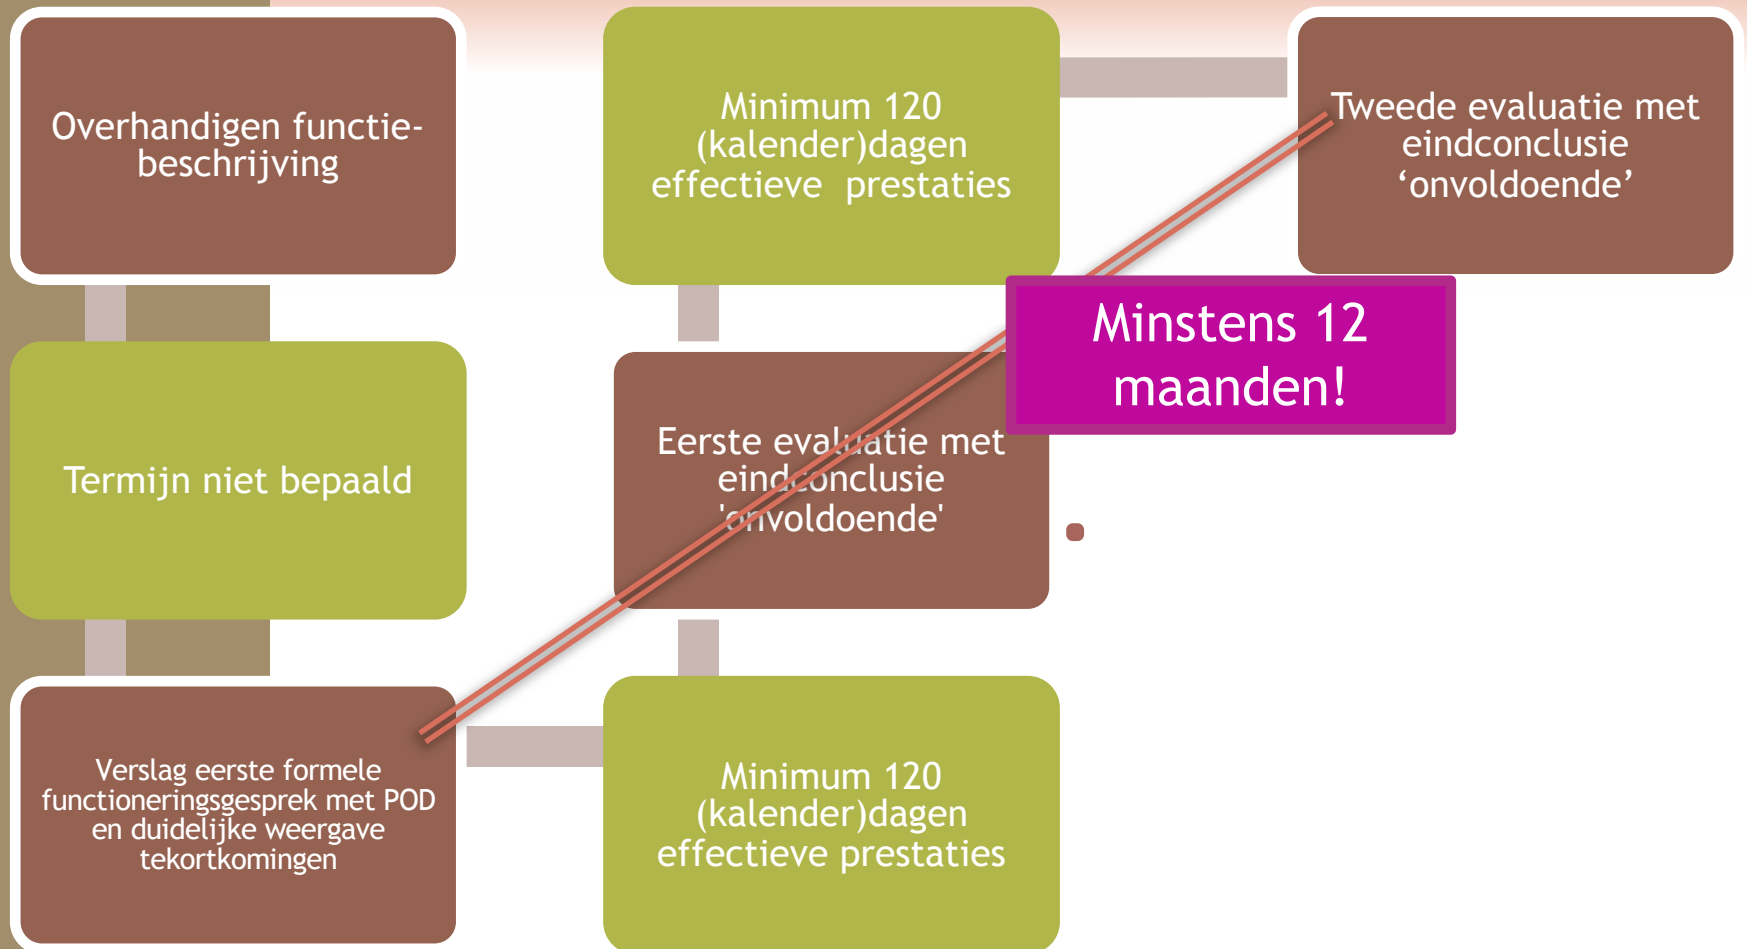 Overhandigen functie-
beschrijving
Termijn niet bepaald
Verslag eerste formele
functioneringsgesprek met POD
en duidelijke weergave
tekortkomingen
Minimum 120
(kalender)dagen
effectieve prestaties
Eerste evaluatie met
eindconclusie
'onvoldoende'
Minimum 120
(kalender)dagen
effectieve  prestaties
Tweede evaluatie met
eindconclusie
‘onvoldoende’
Minstens 12
maanden!